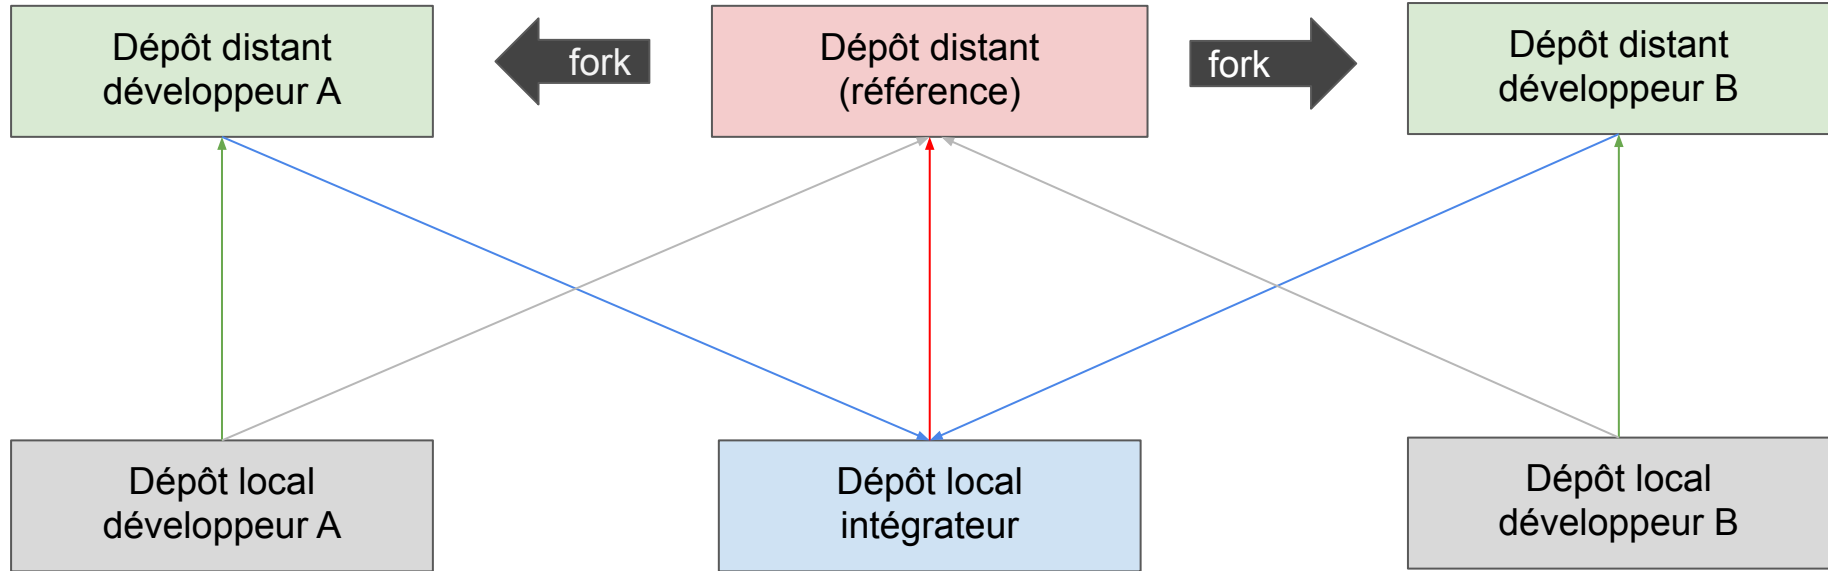 Dépôt distant
développeur A
fork
Dépôt distant
(référence)
fork
Dépôt distant
développeur B
Dépôt local
développeur A
Dépôt local
intégrateur
Dépôt local
développeur B